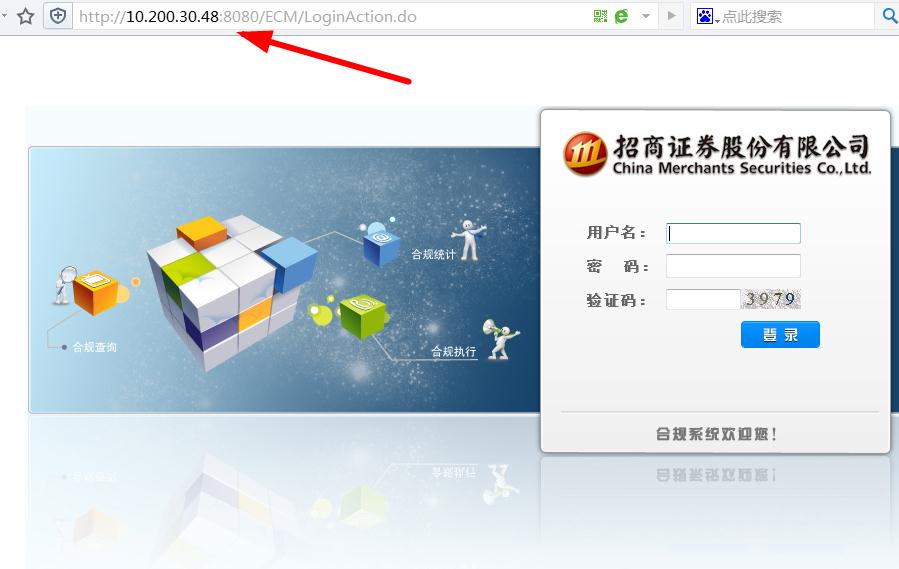 http://10.200.30.48:8080/ECM/LoginAction.do
点此搜索
招商证券股份有限公司
China Merchants Securities Co.,Ltd.
用户名：
密 码：
验证码： 3979
登 录
合规系统欢迎您！
合规统计
合规查询
合规执行